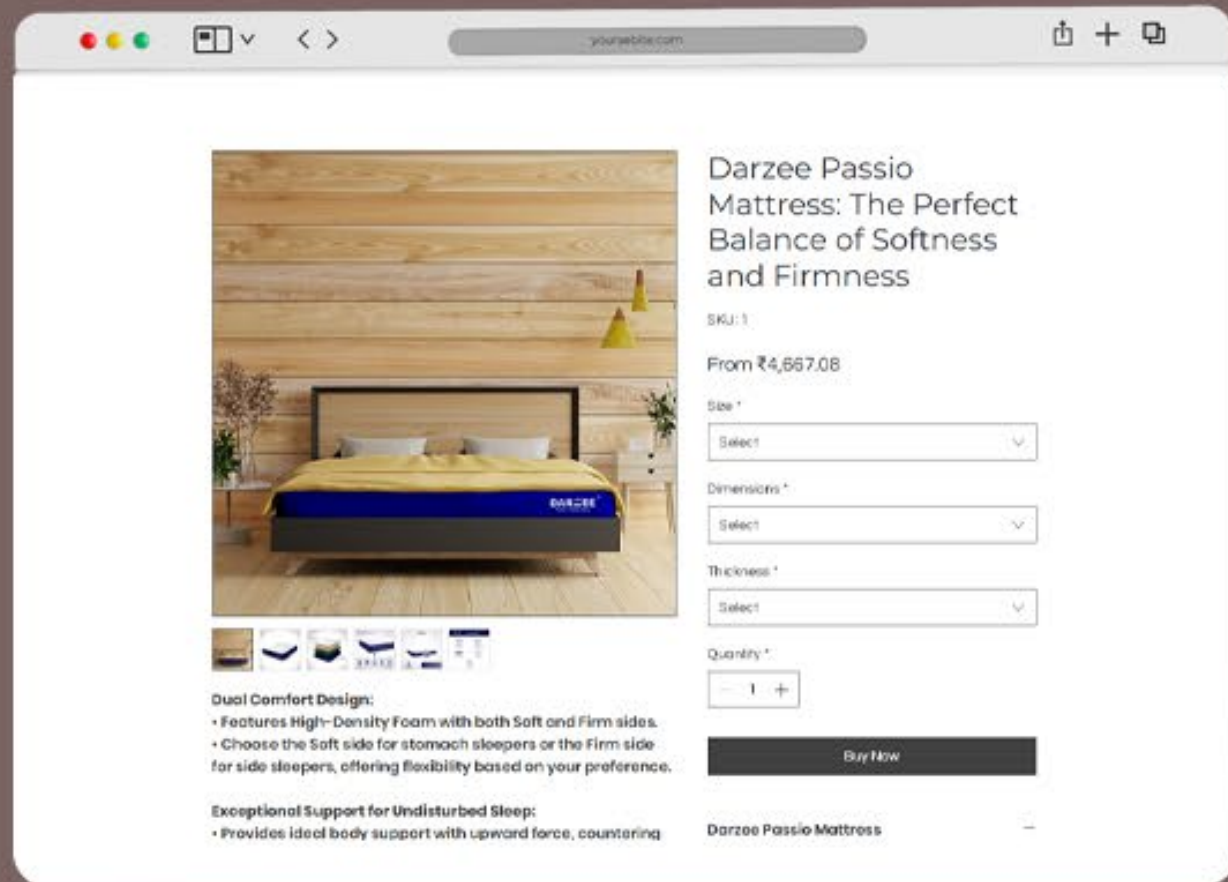 yoursebite.com
Darzee Passio
Mattress: The Perfect
Balance of Softness
and Firmness
SKU: 1
From ₹4,667.08
Size *
Select
Dimensions *
Select
Thickness *
Select
Quantity *
1
Buy Now
Darzee Passio Mattress
DARZEE
Dual Comfort Design:
• Features High-Density Foam with both Soft and Firm sides.
• Choose the Soft side for stomach sleepers or the Firm side
for side sleepers, offering flexibility based on your preference.
Exceptional Support for Undisturbed Sleep:
• Provides ideal body support with upward force, countering